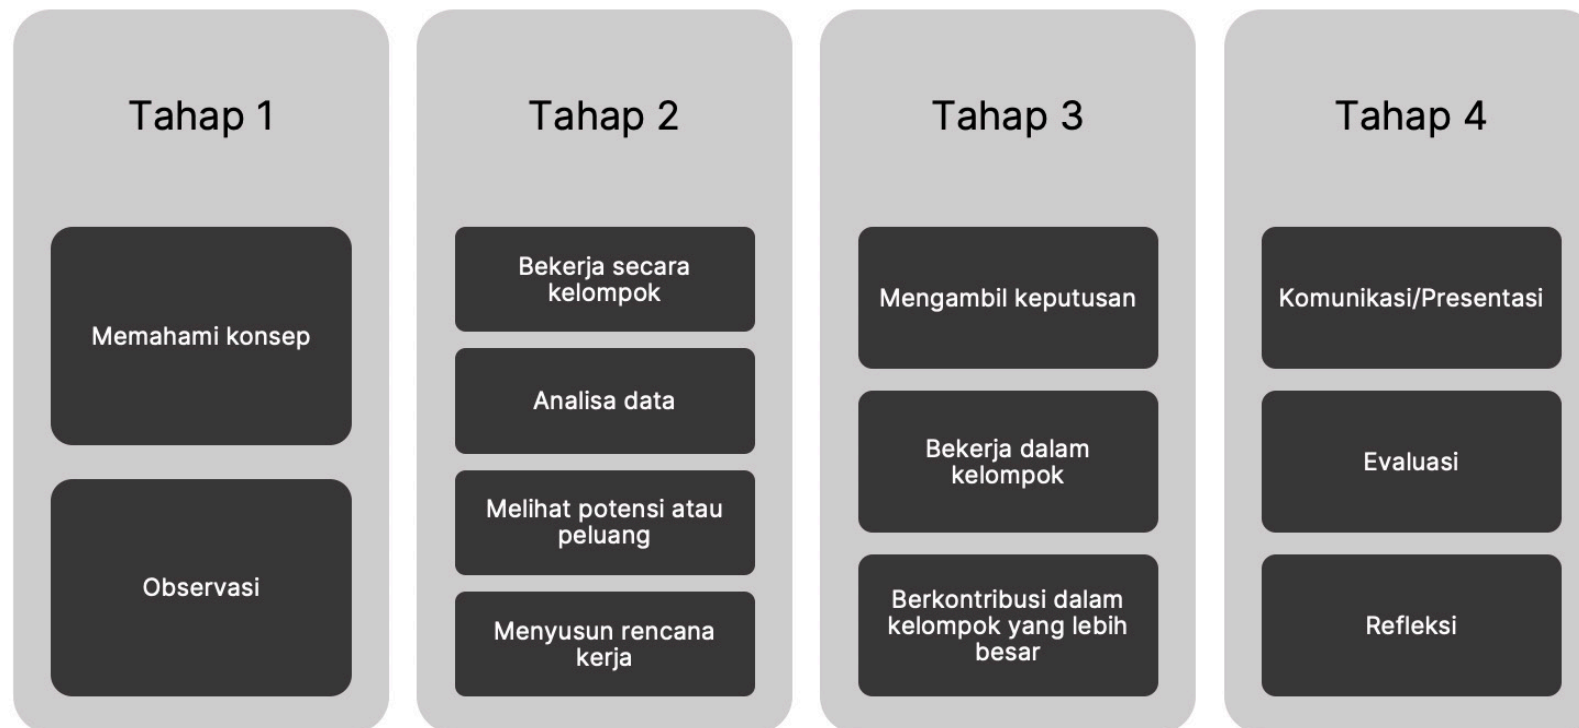 Tahap 1
Memahami konsep
Observasi
Tahap 2
Bekerja secara
kelompok
Analisa data
Melihat potensi atau
peluang
Menyusun rencana
kerja
Tahap 3
Mengambil keputusan
Bekerja dalam
kelompok
Berkontribusi dalam
kelompok yang lebih
besar
Tahap 4
Komunikasi/Presentasi
Evaluasi
Refleksi